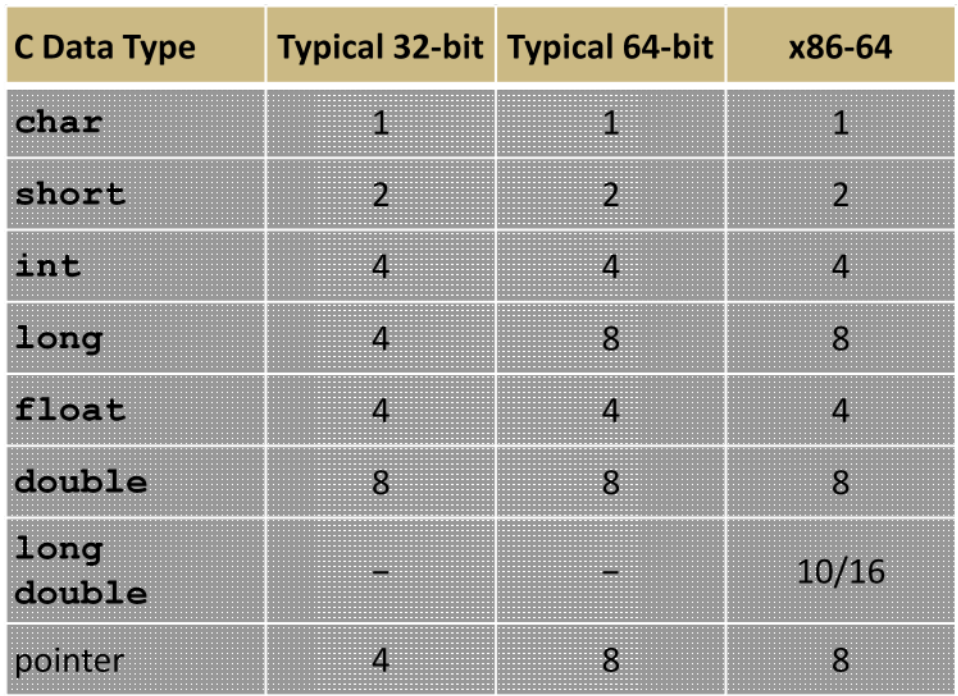 C Data Type Typical 32-bit Typical 64-bit x86-64
char 1 1 1
short 2 2 2
int 4 4 4
long 4 8 8
float 4 4 4
double 8 8 8
long
double – – 10/16
pointer 4 8 8